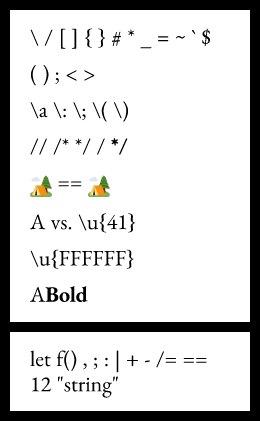 \ / [ ] { } # * _ = ~ ` $
( ) ; < >
\a \: \; \( \)
// /* */ / */
🏕 == 🏕
A vs. \u{41}
\u{FFFFFF}
ABold
let f() , ; : | + - /= ==
12 "string"